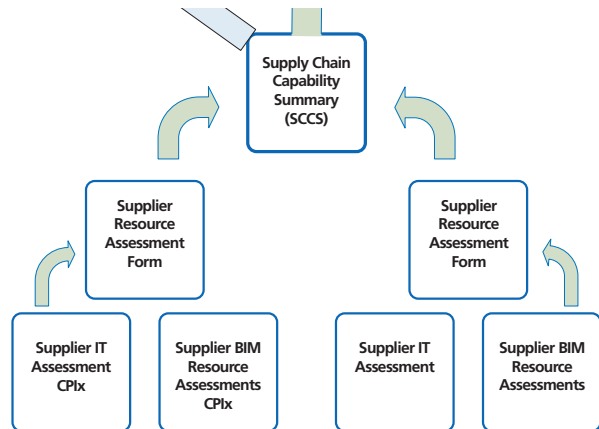 Supply Chain
Capability
Summary
(SCCS)
Supplier
Resource
Assessment
Form
Supplier
Resource
Assessment
Form
Supplier IT
Assessment
CPIx
Supplier BIM
Resource
Assessments
CPIx
Supplier IT
Assessment
Supplier BIM
Resource
Assessments